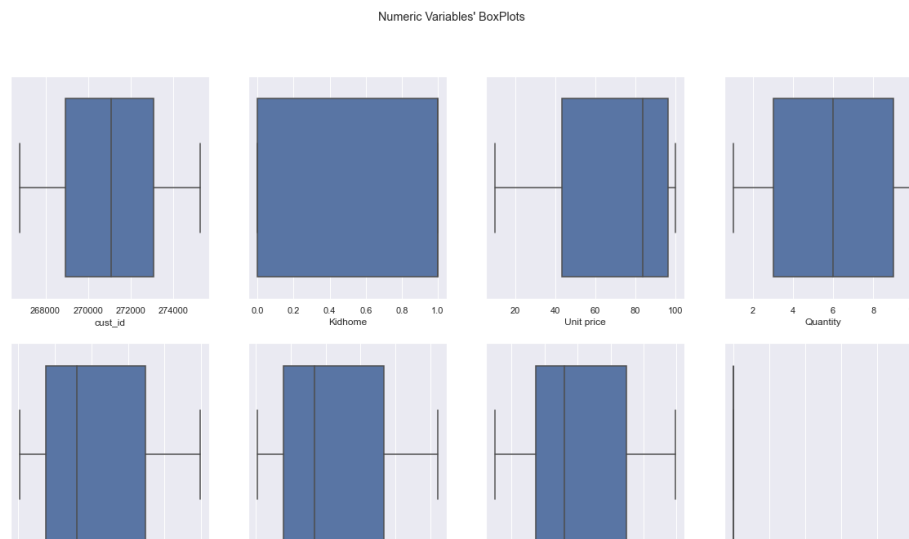 Numeric Variables' BoxPlots
268000 270000 272000 274000
cust_id
0.0 0.2 0.4 0.6 0.8 1.0
Kidhome
20 40 60 80 100
Unit price
2 4 6 8
Quantity